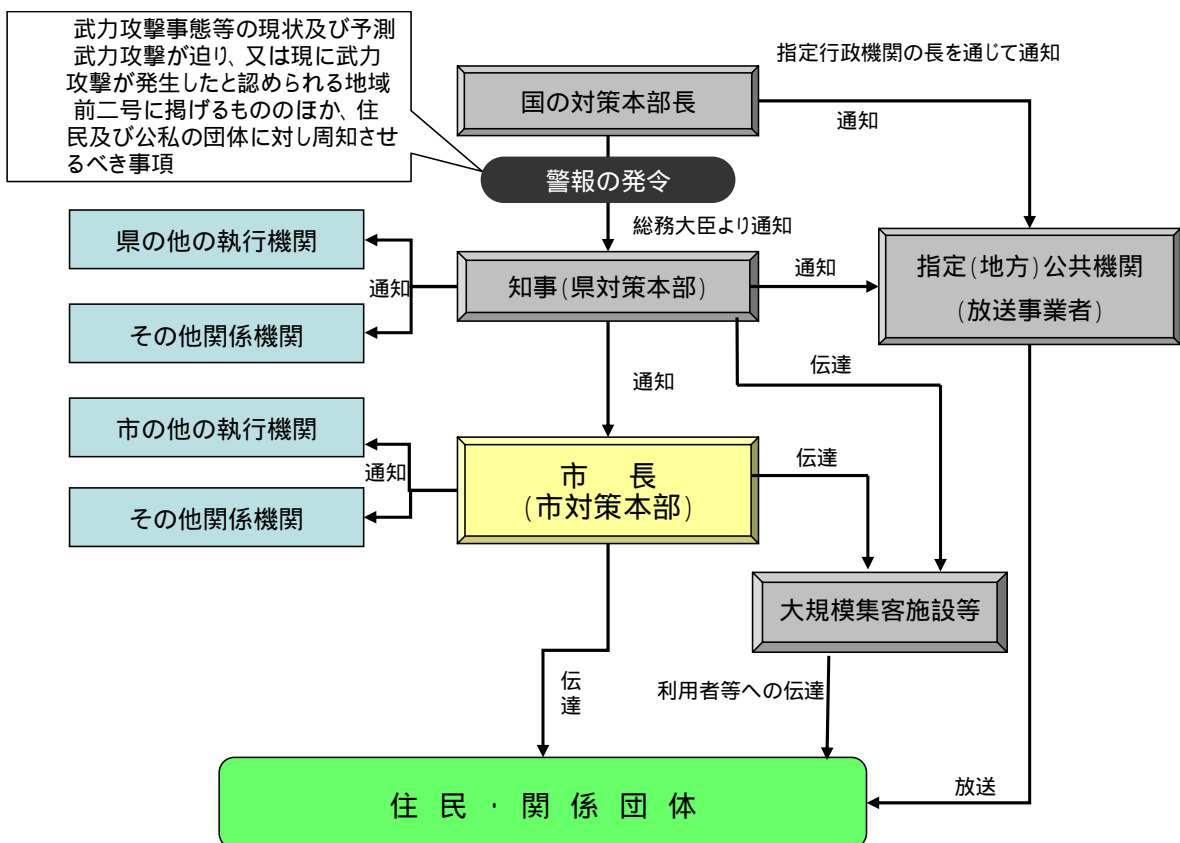 武力攻撃事態等の現状及び予測
武力攻撃が迫り、又は現に武力
攻撃が発生したと認められる地域
前二号に掲げるもののほか、住
民及び公私の団体に対し周知させ
るべき事項
指定行政機関の長を通じて通知
国の対策本部長
通知
警報の発令
総務大臣より通知
県の他の執行機関
通知
その他関係機関
知事(県対策本部)
通知
指定(地方)公共機関
(放送事業者)
伝達
通知
市の他の執行機関
通知
その他関係機関
市 長
(市対策本部)
伝達
大規模集客施設等
伝
達
利用者等への伝達
放送
住 民 ・ 関 係 団 体